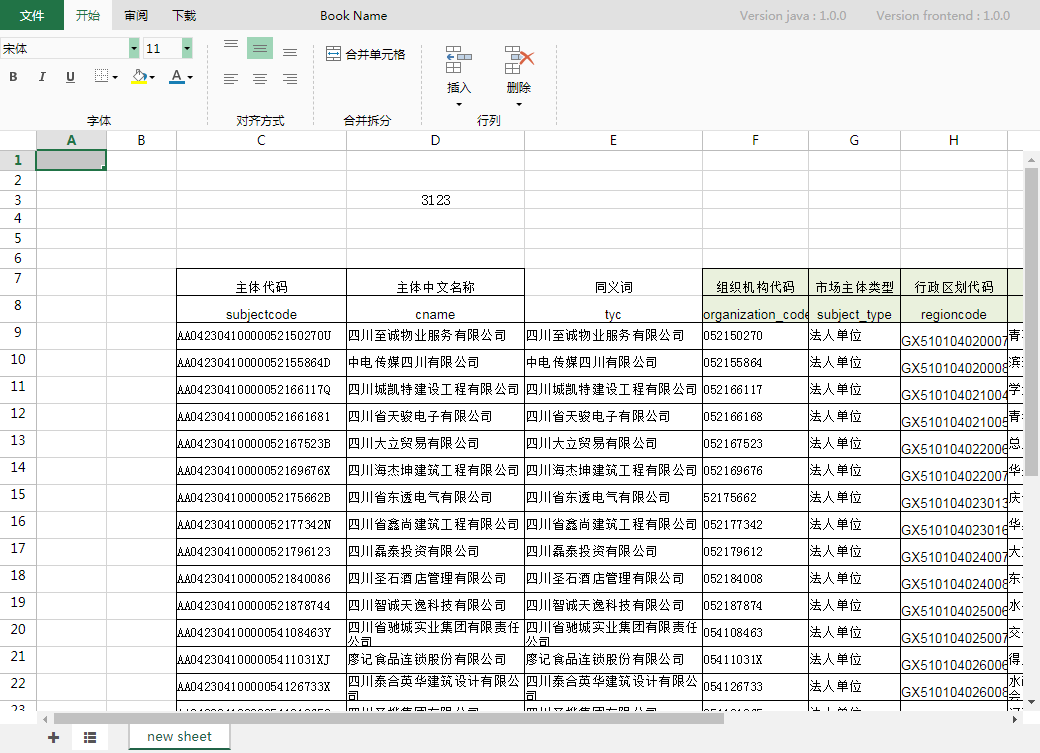 文件 开始 审阅 下载 Book Name Version java : 1.0.0 Version frontend : 1.0.0
宋体 11 合并单元格
B I U A 插入 删除
字体 对齐方式 合并拆分 行列
A B C D E F G H
1
2
3 3123
4
5
6
7 主体代码 主体中文名称 同义词 组织机构代码 市场主体类型 行政区划代码
8 subjectcode cname tyc organization_code subject_type regioncode
9 AA04230410000052150270U 四川至诚物业服务有限公司 四川至诚物业服务有限公司 052150270 法人单位 GX510104020007 青
10 AA04230410000052155864D 中电传媒四川有限公司 中电传媒四川有限公司 052155864 法人单位 GX510104020008 滨
11 AA04230410000052166117Q 四川城凯特建设工程有限公司 四川城凯特建设工程有限公司 052166117 法人单位 GX510104021004 学
12 AA04230410000052166168​1 四川省天骏电子有限公司 四川省天骏电子有限公司 052166168 法人单位 GX510104021005 青
13 AA04230410000052167523B 四川大立贸易有限公司 四川大立贸易有限公司 052167523 法人单位 GX510104022006 总
14 AA04230410000052169676X 四川海杰坤建筑工程有限公司 四川海杰坤建筑工程有限公司 052169676 法人单位 GX510104022007 华
15 AA04230410000052175662B 四川省东透电气有限公司 四川省东透电气有限公司 52175662 法人单位 GX510104023013 庆
16 AA04230410000052177342N 四川省鑫尚建筑工程有限公司 四川省鑫尚建筑工程有限公司 052177342 法人单位 GX510104023016 华
17 AA04230410000052179612​3 四川磊泰投资有限公司 四川磊泰投资有限公司 052179612 法人单位 GX510104024007 大
18 AA04230410000052184008​6 四川圣石酒店管理有限公司 四川圣石酒店管理有限公司 052184008 法人单位 GX510104024008 东
19 AA04230410000052187874​4 四川智诚天逸科技有限公司 四川智诚天逸科技有限公司 052187874 法人单位 GX510104025006 水
20 AA04230410000054108463Y 四川省驰城实业集团有限责任公司 四川省驰城实业集团有限责任公司 054108463 法人单位 GX510104025007 交
21 AA0423041000005411031XJ 廖记食品连锁股份有限公司 廖记食品连锁股份有限公司 05411031X 法人单位 GX510104026006 得
22 AA04230410000054126733X 四川泰合英华建筑设计有限公司 四川泰合英华建筑设计有限公司 054126733 法人单位 GX510104026008 水
23
new sheet